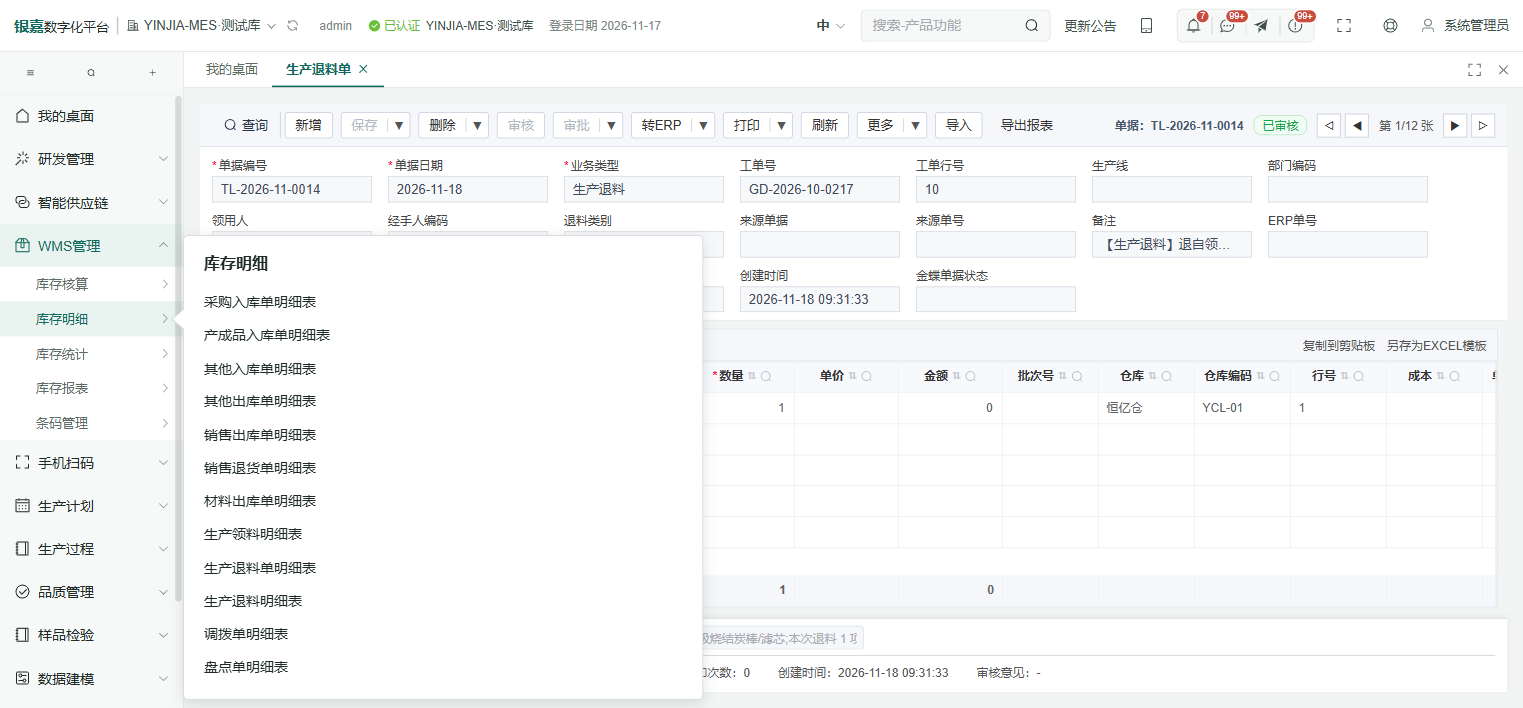 银嘉数字化平台 YINJIA-MES·测试库 admin 已认证 YINJIA-MES·测试库 登录日期 2026-11-17 中 搜索-产品功能 更新公告 7 99+ 99+ 系统管理员
我的桌面 生产退料单
查询 新增 保存 删除 审核 审批 转ERP 打印 刷新 更多 导入 导出报表 单据: TL-2026-11-0014 已审核 第 1/12 张
*单据编号 *单据日期 *业务类型 工单号 工单行号 生产线 部门编码
TL-2026-11-0014 2026-11-18 生产退料 GD-2026-10-0217 10
领用人 经手人编码 退料类别 来源单据 来源单号 备注 ERP单号
【生产退料】退自领...
创建时间 金蝶单据状态
2026-11-18 09:31:33
复制到剪贴板 另存为EXCEL模板
*数量 单价 金额 批次号 仓库 仓库编码 行号 成本
1 0 恒亿仓 YCL-01 1
1 0
烧结炭棒/滤芯;本次退料 1 项
次数: 0 创建时间: 2026-11-18 09:31:33 审核意见: -
我的桌面
研发管理
智能供应链
WMS管理
库存核算
库存明细
库存统计
库存报表
条码管理
手机扫码
生产计划
生产过程
品质管理
样品检验
数据建模
库存明细
采购入库单明细表
产成品入库单明细表
其他入库单明细表
其他出库单明细表
销售出库单明细表
销售退货单明细表
材料出库单明细表
生产领料明细表
生产退料单明细表
生产退料明细表
调拨单明细表
盘点单明细表